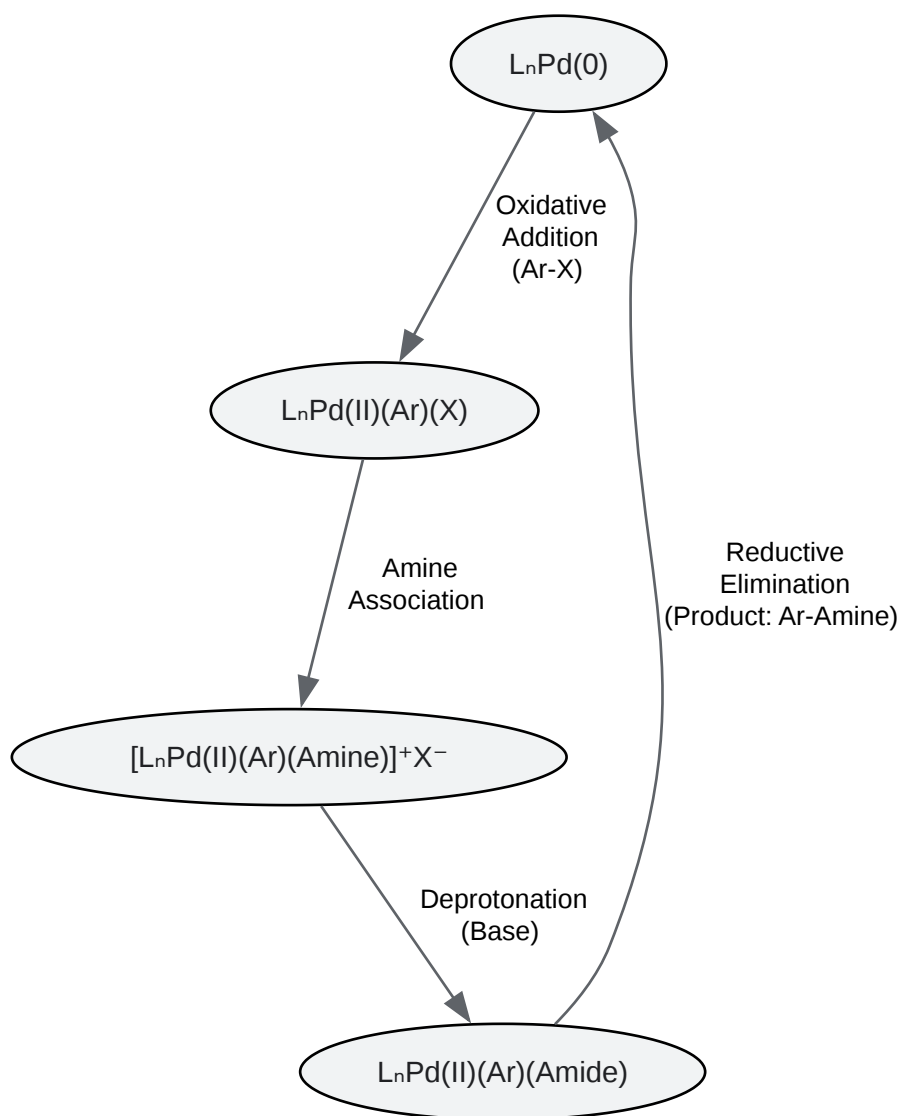 LₙPd(0)
Oxidative
Addition
(Ar-X)
LₙPd(II)(Ar)(X)
Amine
Association
Reductive
Elimination
(Product: Ar-Amine)
[LₙPd(II)(Ar)(Amine)]⁺X⁻
Deprotonation
(Base)
LₙPd(II)(Ar)(Amide)